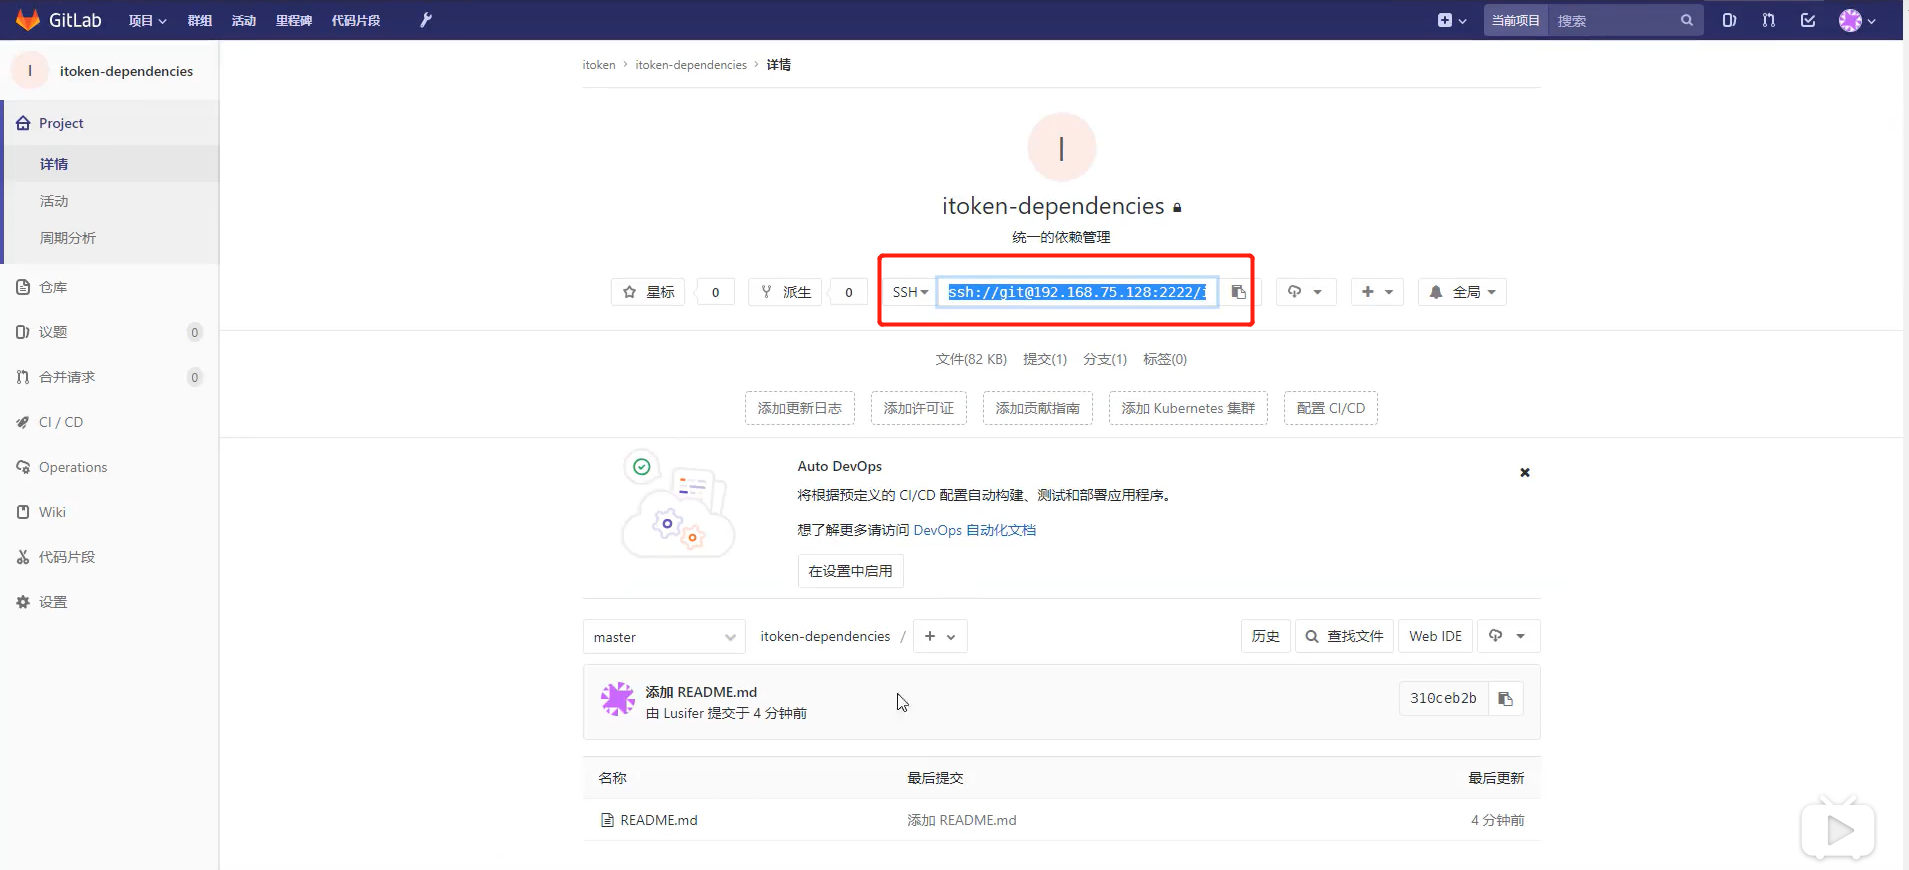 GitLab 项目 群组 活动 里程碑 代码片段 当前项目 搜索
I itoken-dependencies
Project
详情
活动
周期分析
仓库
议题 0
合并请求 0
CI / CD
Operations
Wiki
代码片段
设置
itoken › itoken-dependencies › 详情
I
itoken-dependencies
统一的依赖管理
星标 0 派生 0 SSH ssh://git@192.168.75.128:2222/i 全局
文件(82 KB) 提交(1) 分支(1) 标签(0)
添加更新日志 添加许可证 添加贡献指南 添加 Kubernetes 集群 配置 CI/CD
Auto DevOps
将根据预定义的 CI/CD 配置自动构建、测试和部署应用程序。
想了解更多请访问 DevOps 自动化文档
在设置中启用
master itoken-dependencies / + 历史 查找文件 Web IDE
添加 README.md
由 Lusifer 提交于 4 分钟前
310ceb2b
名称 最后提交 最后更新
README.md 添加 README.md 4 分钟前